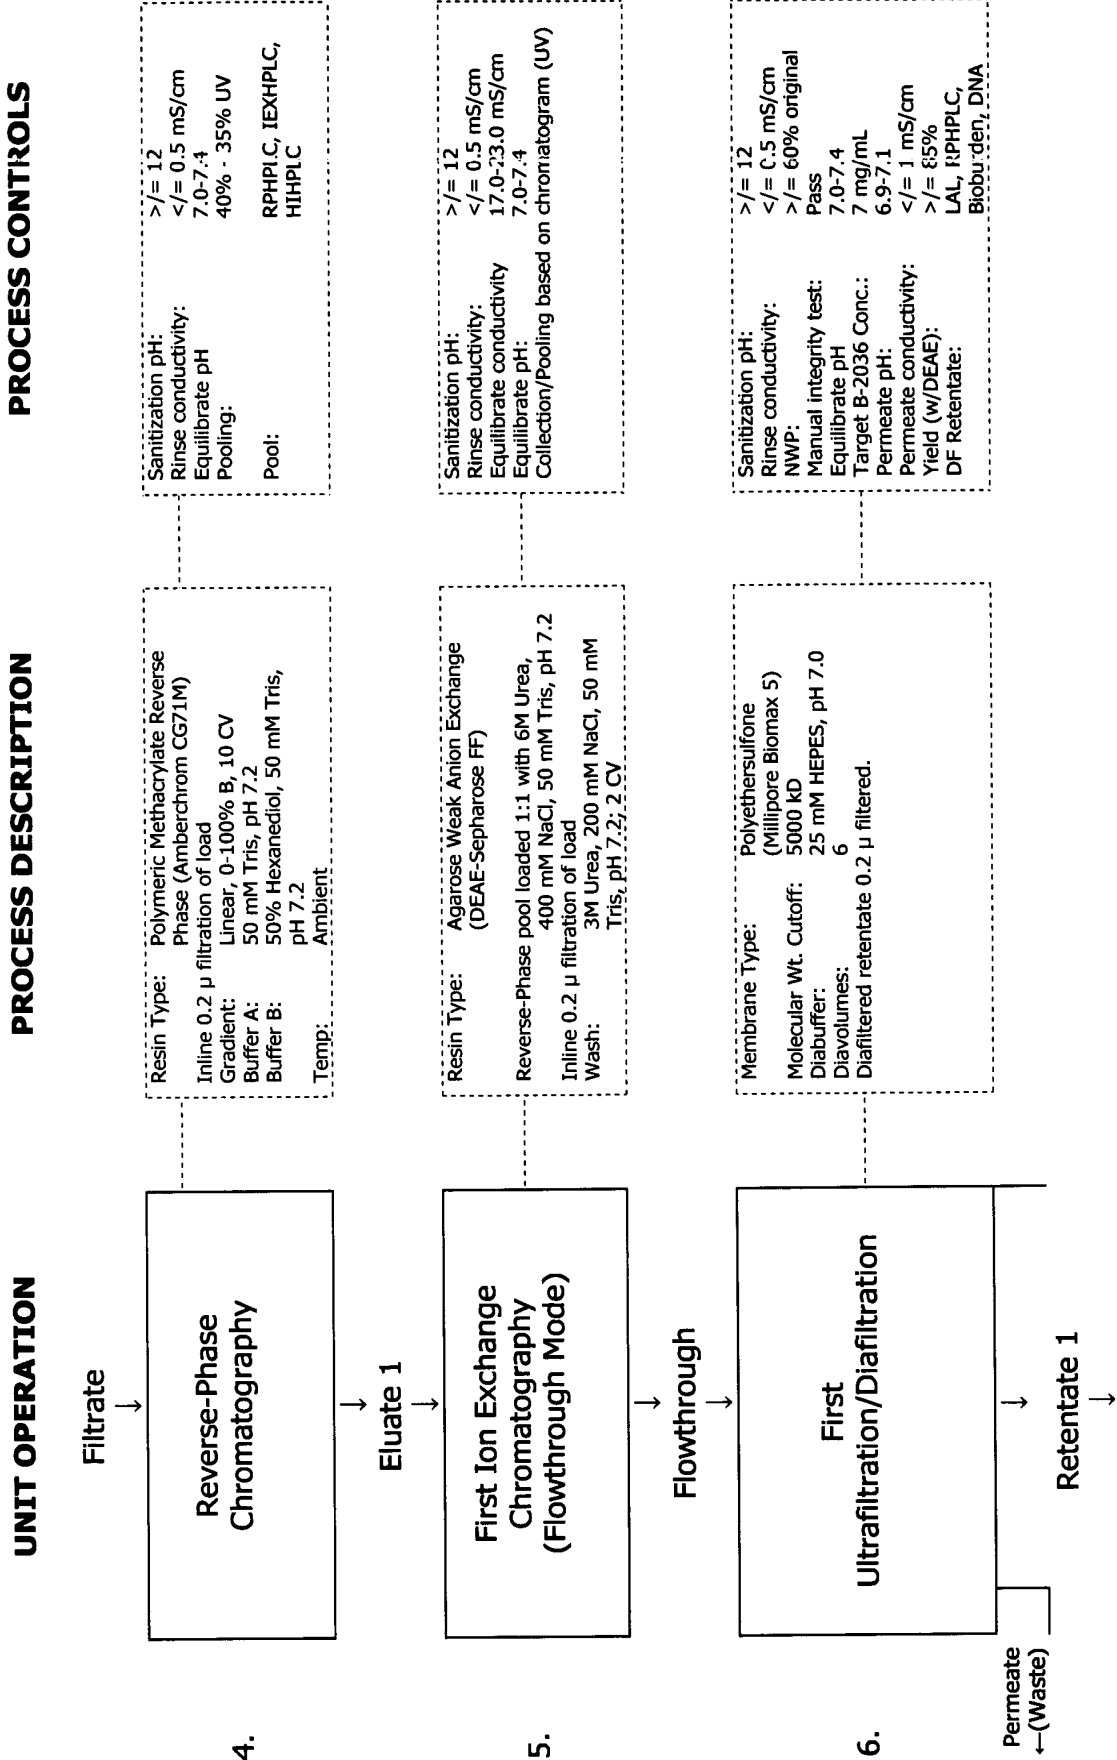 UNIT OPERATION
PROCESS DESCRIPTION
PROCESS CONTROLS
Filtrate
↓
4.
Reverse-Phase
Chromatography
Resin Type: Polymeric Methacrylate Reverse
Phase (Amberchrom CG71M)
Inline 0.2 µ filtration of load
Gradient: Linear, 0-100% B, 10 CV
Buffer A: 50 mM Tris, pH 7.2
Buffer B: 50% Hexanediol, 50 mM Tris,
pH 7.2
Temp: Ambient
Sanitization pH: >/= 12
Rinse conductivity: </= 0.5 mS/cm
Equilibrate pH 7.0-7.4
Pooling: 40% - 35% UV
Pool: RPHPLC, IEXHPLC,
HIHPLC
↓
Eluate 1
↓
5.
First Ion Exchange
Chromatography
(Flowthrough Mode)
Resin Type: Agarose Weak Anion Exchange
(DEAE-Sepharose FF)
Reverse-Phase pool loaded 1:1 with 6M Urea,
400 mM NaCl, 50 mM Tris, pH 7.2
Inline 0.2 µ filtration of load
Wash: 3M Urea, 200 mM NaCl, 50 mM
Tris, pH 7.2; 2 CV
Sanitization pH: >/= 12
Rinse conductivity: </= 0.5 mS/cm
Equilibrate conductivity 17.0-23.0 mS/cm
Equilibrate pH: 7.0-7.4
Collection/Pooling based on chromatogram (UV)
↓
Flowthrough
↓
6.
First
Ultrafiltration/Diafiltration
Membrane Type: Polyethersulfone
(Millipore Biomax 5)
Molecular Wt. Cutoff: 5000 kD
Diabuffer: 25 mM HEPES, pH 7.0
Diavolumes: 6
Diafiltered retentate 0.2 µ filtered.
Sanitization pH: >/= 12
Rinse conductivity: </= 0.5 mS/cm
NWP: >/= 60% original
Manual integrity test: Pass
Equilibrate pH 7.0-7.4
Target B-2036 Conc.: 7 mg/mL
Permeate pH: 6.9-7.1
Permeate conductivity: </= 1 mS/cm
Yield (w/DEAE): >/= 85%
DF Retentate: LAL, RPHPLC,
Bioburden, DNA
Permeate
←(Waste)
↓
Retentate 1
↓